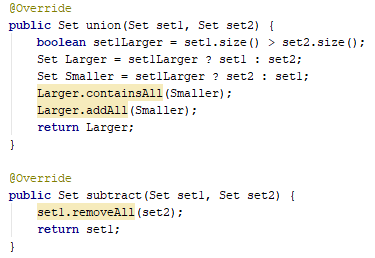 @Override
public Set union(Set set1, Set set2) {
    boolean set1Larger = set1.size() > set2.size();
    Set Larger = set1Larger ? set1 : set2;
    Set Smaller = set1Larger ? set2 : set1;
    Larger.containsAll(Smaller);
    Larger.addAll(Smaller);
    return Larger;
}
@Override
public Set subtract(Set set1, Set set2) {
    set1.removeAll(set2);
    return set1;
}